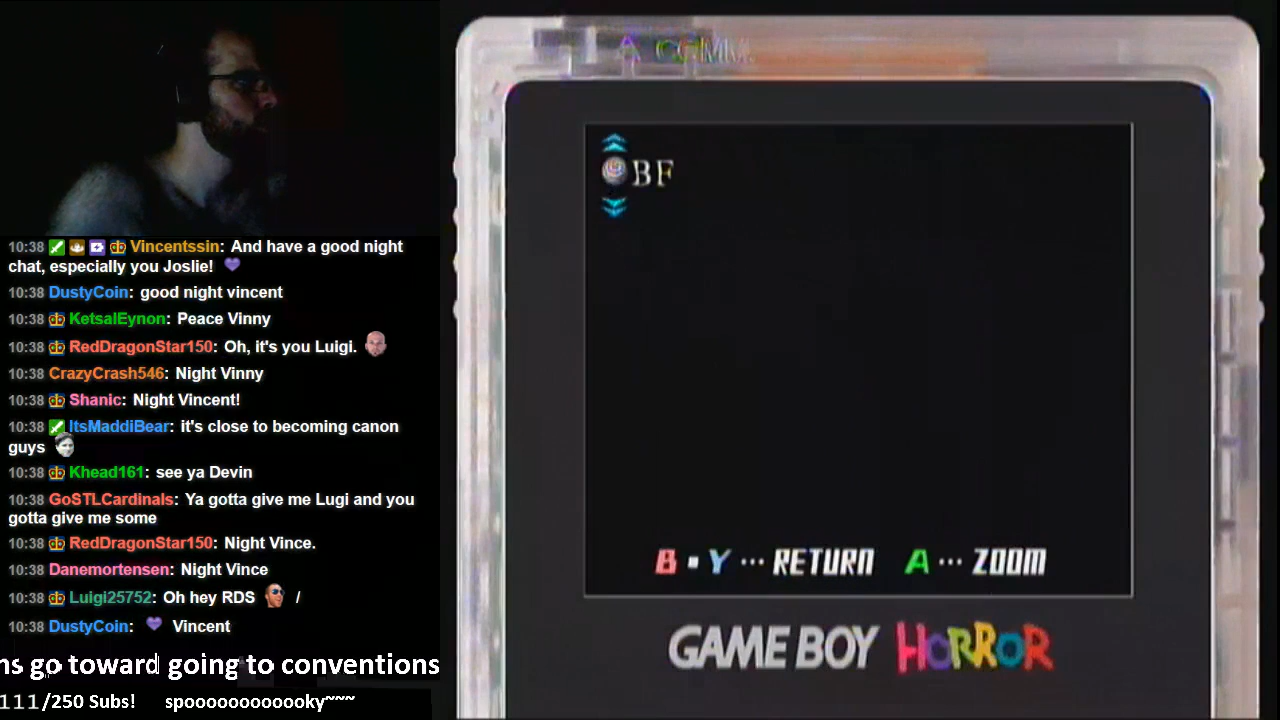 10:38 Vincentssin: And have a good night
chat, especially you Joslie!
10:38 DustyCoin: good night vincent
10:38 KetsalEynon: Peace Vinny
10:38 RedDragonStar150: Oh, it's you Luigi.
10:38 CrazyCrash546: Night Vinny
10:38 Shanic: Night Vincent!
10:38 ItsMaddiBear: it's close to becoming canon
guys
10:38 Khead161: see ya Devin
10:38 GoSTLCardinals: Ya gotta give me Lugi and you
gotta give me some
10:38 RedDragonStar150: Night Vince.
10:38 Danemortensen: Night Vince
10:38 Luigi25752: Oh hey RDS /
10:38 DustyCoin: Vincent
ns go toward going to conventions
111/250 Subs! spoooooooooooky~~~
BF
B • Y ··· RETURN A ··· ZOOM
GAME BOY HORROR